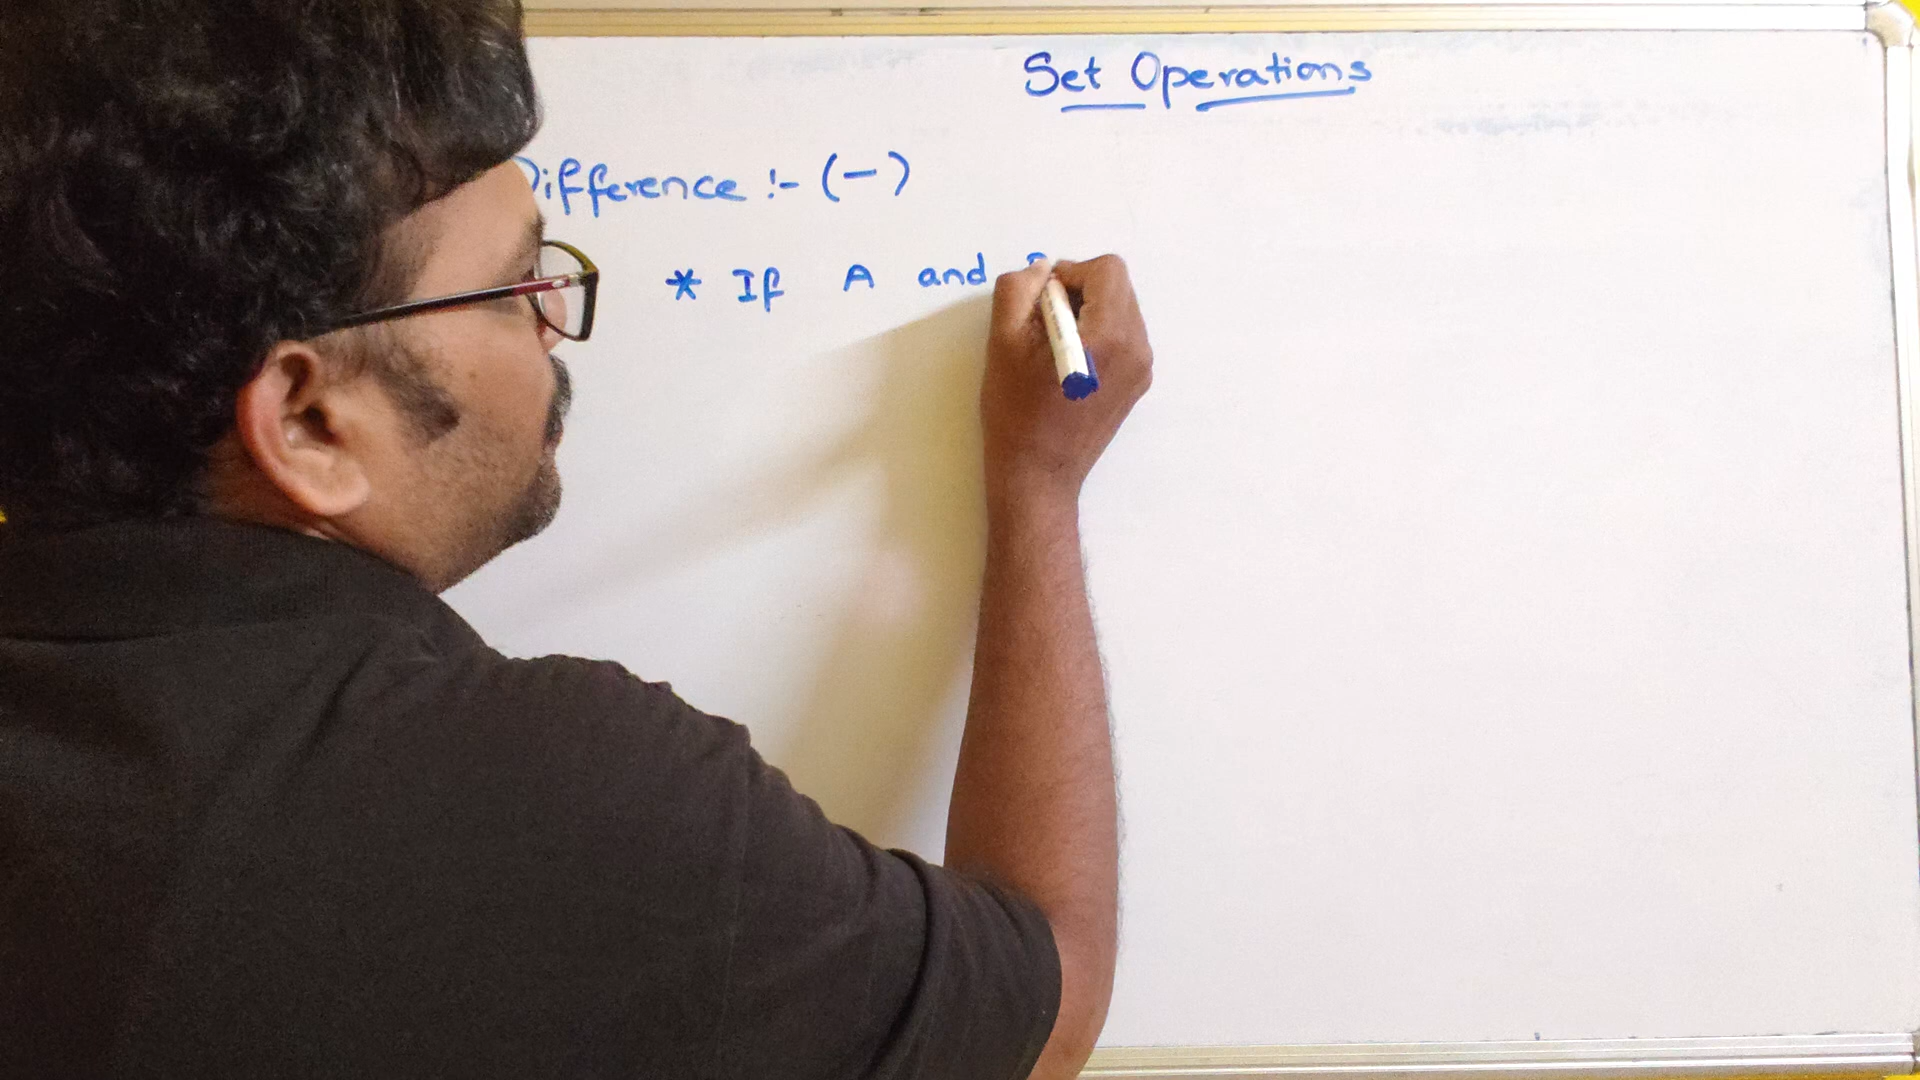 Set Operations
Difference :- (-)
* If A and